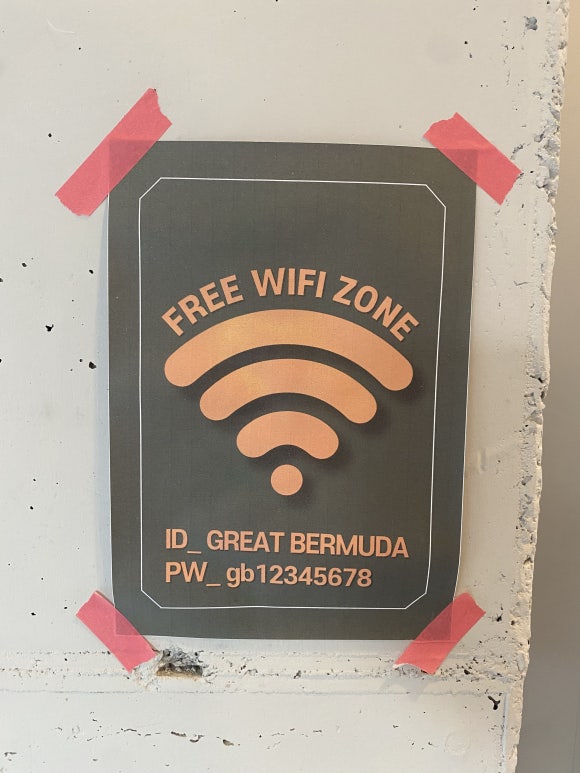 FREE WIFI ZONE
ID_ GREAT BERMUDA
PW_ gb12345678